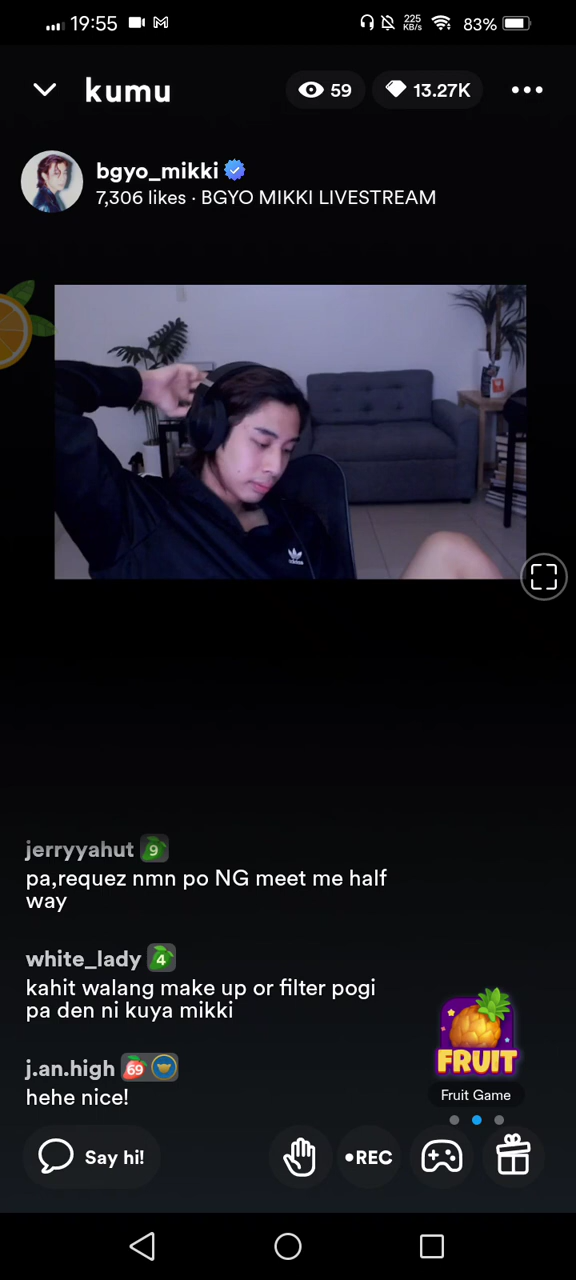 19:55
225
KB/s
83%
kumu
59
13.27K
bgyo_mikki
7,306 likes · BGYO MIKKI LIVESTREAM
adidas
jerryyahut 9
pa,requez nmn po NG meet me half
way
white_lady 4
kahit walang make up or filter pogi
pa den ni kuya mikki
j.an.high 69
hehe nice!
FRUIT
Fruit Game
Say hi!
•REC